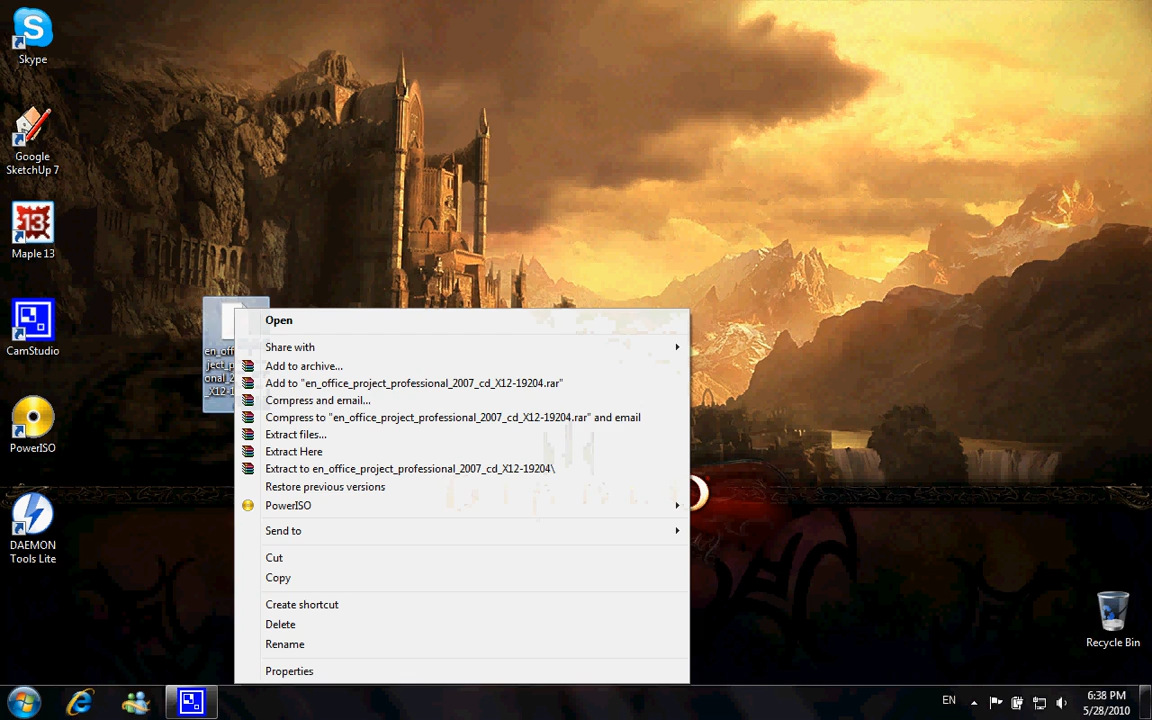 Skype
Google
SketchUp 7
13
Maple 13
CamStudio
PowerISO
DAEMON
Tools Lite
Open
Share with
Add to archive...
Add to "en_office_project_professional_2007_cd_X12-19204.rar"
Compress and email...
Compress to "en_office_project_professional_2007_cd_X12-19204.rar" and email
Extract files...
Extract Here
Extract to en_office_project_professional_2007_cd_X12-19204\
Restore previous versions
PowerISO
Send to
Cut
Copy
Create shortcut
Delete
Rename
Properties
Recycle Bin
EN
6:38 PM
5/28/2010